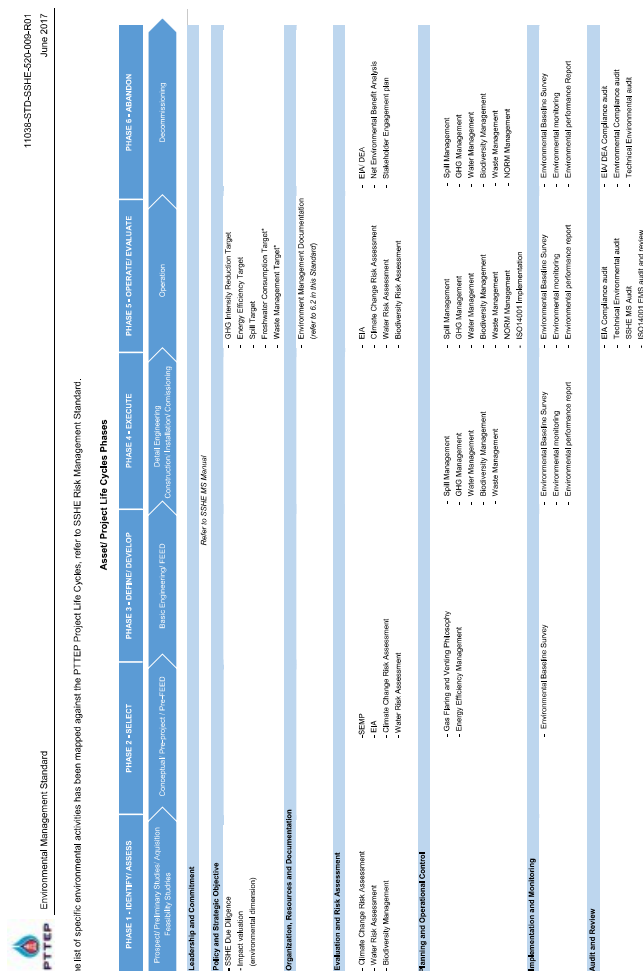 11038-STD-SSHE-520-009-R01
Environmental Management Standard June 2017
PTTEP
list of specific environmental activities has been mapped against the PTTEP Project Life Cycles, refer to SSHE Risk Management Standard.
Asset/ Project Life Cycles Phases
PHASE 1 - IDENTIFY/ ASSESS
PHASE 2 - SELECT
PHASE 3 - DEFINE/ DEVELOP
PHASE 4 - EXECUTE
PHASE 5 - OPERATE/ EVALUATE
PHASE 6 - ABANDON
Prospect/ Preliminary Studies/ Aquisition
Feasibility Studries
Conceptual/ Pre-project / Pre-FEED
Basic Engineering/ FEED
Detail Engineering
Construction/ Installation/ Comissioning
Operation
Decommissioning
Leadership and Commitment
Refer to SSHE MS Manual
Policy and Strategic Objective
- SSHE Due Diligence
- Impact valuation
(environmental dimension)
- GHG Intensity Reduction Target
- Energy Efficiency Target
- Spill Target
- Freshwater Consumption Target*
- Waste Management Target*
Organization, Resources and Documentation
- Environment Management Documentation
(refer to 6.2 in this Standard)
Evaluation and Risk Assessment
- Climate Change Risk Assessment
- Water Risk Assessment
- Biodiversity Management
-SEMP
- EIA
- Climate Change Risk Assessment
- Water Risk Assessment
- EIA
- Climate Change Risk Assessment
- Water Risk Assessment
- Biodiversity Risk Assessment
- EIA/ DEA
- Net Environmental Benefit Analysis
- Stakeholder Engagement plan
Planning and Operational Control
- Gas Flaring and Venting Philosophy
- Energy Efficiency Management
- Spill Management
- GHG Management
- Water Management
- Biodiversity Management
- Waste Management
- Spill Management
- GHG Management
- Water Management
- Biodiversity Management
- Waste Management
- NORM Management
- ISO14001 Implementation
- Spill Management
- GHG Management
- Water Management
- Biodiversity Management
- Waste Management
- NORM Management
Implementation and Monitoring
- Environmental Baseline Survey
- Environmental Baseline Survey
- Environmental monitoring
- Environmental performance report
- Environmental Baseline Survey
- Environmental monitoring
- Environmental performance report
- Environmental Baseline Survey
- Environmental monitoring
- Environmental performance Report
Audit and Review
- EIA Compliance audit
- Technical Environmental audit
- SSHE MS Audit
- ISO14001 EMS audit and review
- EIA/ DEA Compliance audit
- Environmental Compliance audit
- Technical Environmental audit